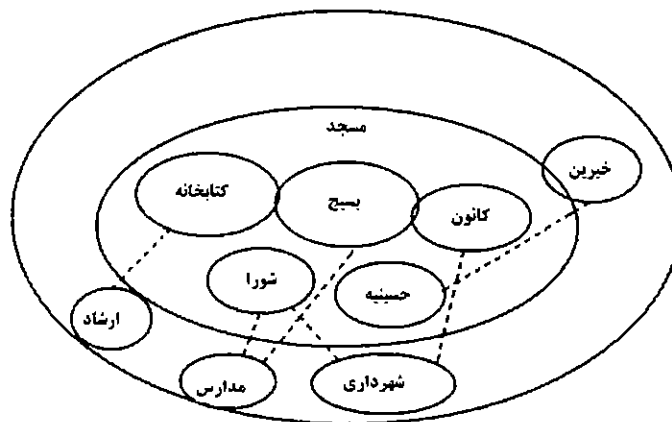 مسجد
خیرین
کتابخانه
بسیج
کانون
شورا
حسینیه
ارشاد
مدارس
شهرداری